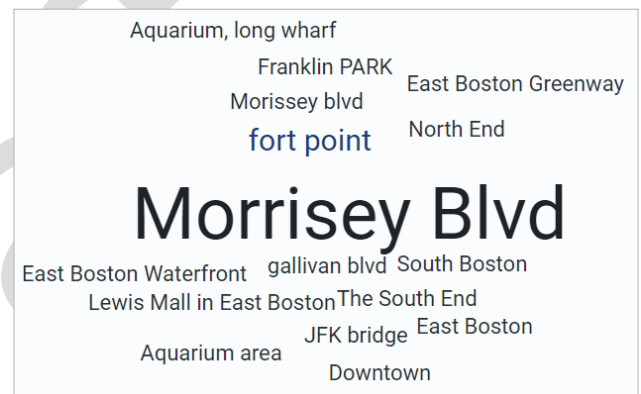 Aquarium, long wharf
Franklin PARK
East Boston Greenway
Morissey blvd
North End
fort point
Morrisey Blvd
East Boston Waterfront
gallivan blvd
South Boston
Lewis Mall in East Boston
The South End
JFK bridge
East Boston
Aquarium area
Downtown